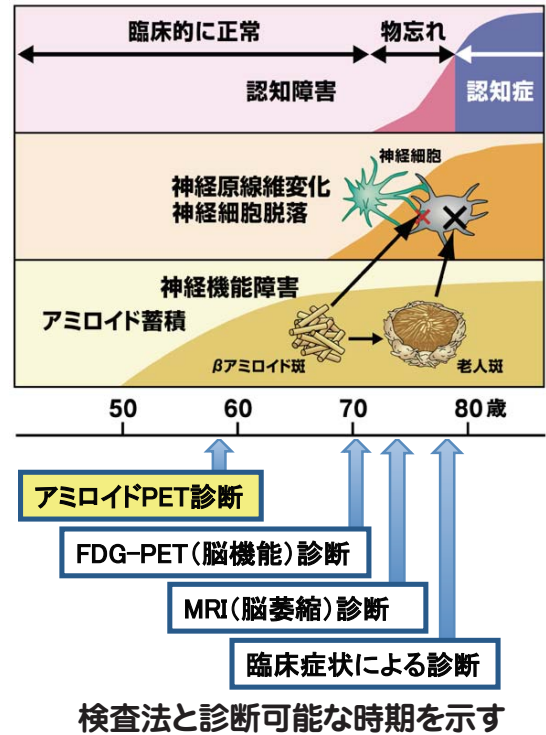 臨床的に正常
物忘れ
認知障害
認知症
神経細胞
神経原線維変化
神経細胞脱落
神経機能障害
アミロイド蓄積
βアミロイド斑
老人斑
50 60 70 80歳
アミロイドPET診断
FDG-PET(脳機能)診断
MRI(脳萎縮)診断
臨床症状による診断
検査法と診断可能な時期を示す